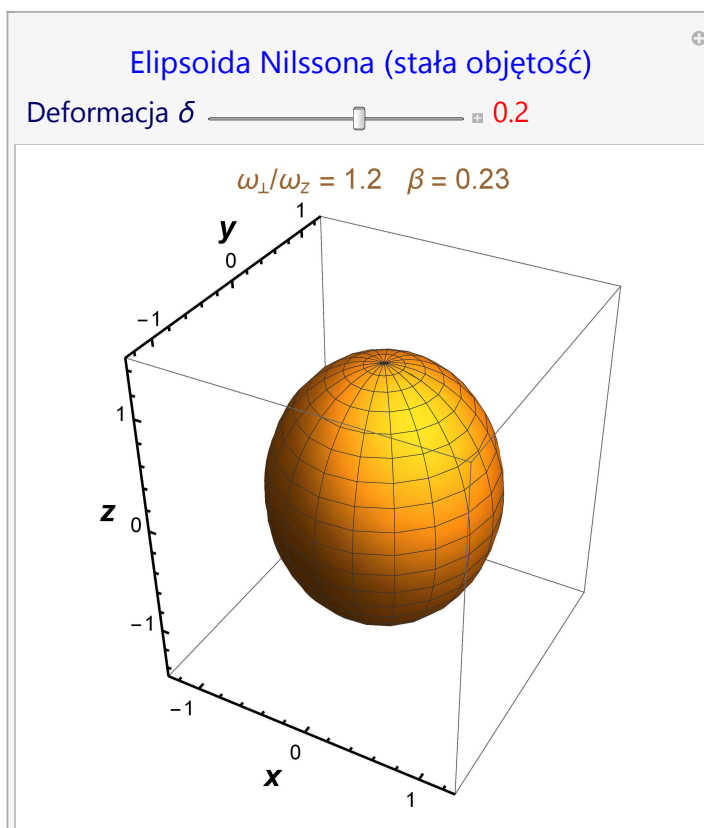 Elipsoida Nilssona (stała objętość)
Deformacja δ 0.2
ω⊥/ωz = 1.2 β = 0.23
y
1
0
−1
1
z
0
−1
−1
0
x
1